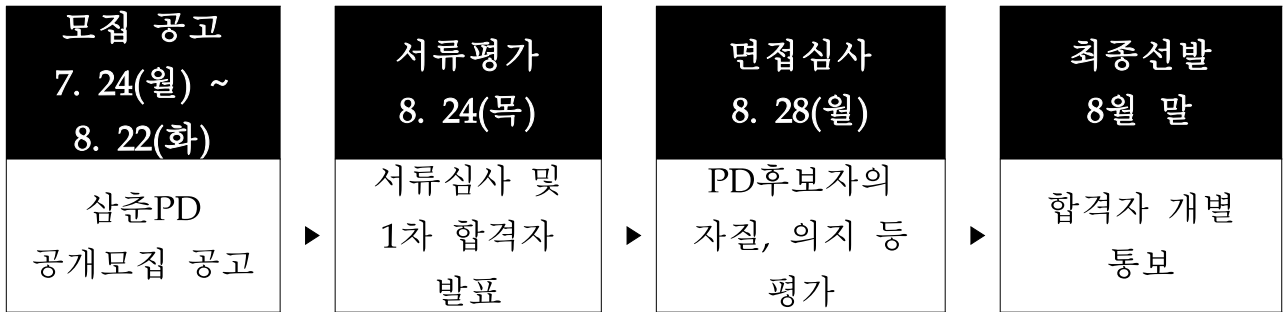 모집 공고
7. 24(월) ~
8. 22(화)
삼춘PD
공개모집 공고
▶
서류평가
8. 24(목)
서류심사 및
1차 합격자
발표
▶
면접심사
8. 28(월)
PD후보자의
자질, 의지 등
평가
▶
최종선발
8월 말
합격자 개별
통보